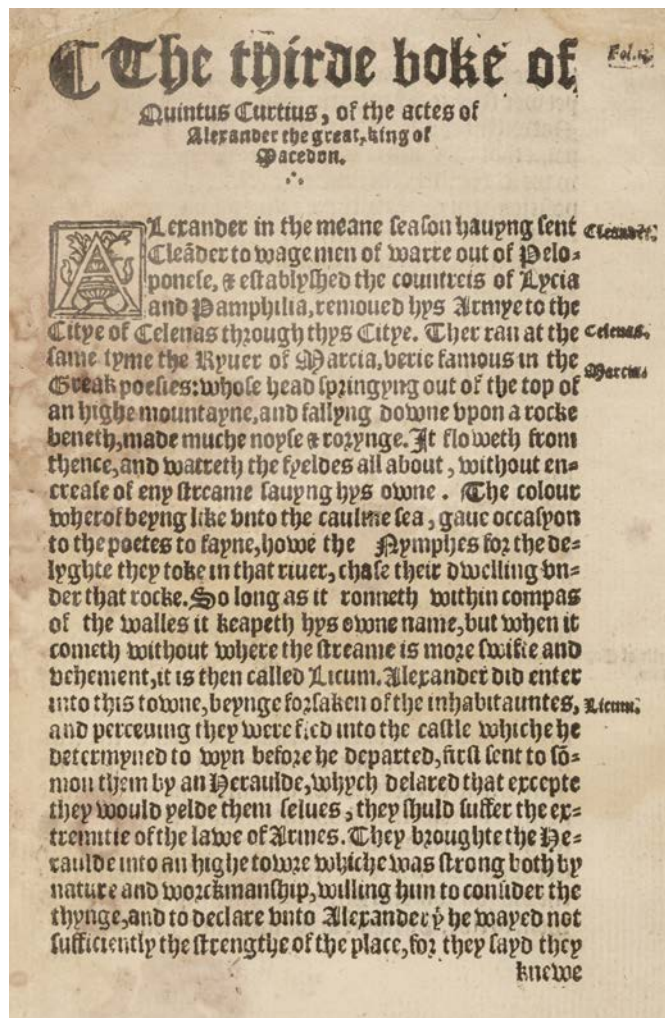 The thirde boke of
Quintus Curtius, of the actes of
Alexander the great, king of
Macedon.
Fol.
ALexander in the meane season hauyng sent
Cleãder to wage men of warre out of Pelo=
ponese, & establyshed the countreis of Lycia
and Pamphilia, remoued hys Armye to the
Citye of Celenas through thys Citye. Ther ran at the
same tyme the Ryuer of Marcia, verie famous in the
Greak poesies: whose head springyng out of the top of
an highe mountayne, and fallyng downe vpon a rocke
beneth, made muche noyse & rorynge. It floweth from
thence, and watreth the fyeldes all about, without en=
crease of eny streame sauyng hys owne. The colour
wherof beyng like vnto the caulme sea, gaue occasyon
to the poetes to fayne, howe the Nymphes for the de=
lyghte they toke in that riuer, chase their dwelling vn=
der that rocke. So long as it ronneth within compas
of the walles it keapeth hys owne name, but when it
cometh without where the streame is more swifte and
vehement, it is then called Licum. Alexander did enter
into this towne, beynge forsaken of the inhabitauntes,
and perceuing they were fled into the castle whiche he
determyned to wyn before he departed, first sent to sõ=
mon them by an Heraulde, whych delared that excepte
they would yelde them selues, they shuld suffer the ex=
tremitie of the lawe of Armes. They broughte the He=
raulde into an highe towre whiche was strong both by
nature and worckmanship, willing him to consider the
thynge, and to declare vnto Alexander yͭ he wayed not
sufficiently the strengthe of the place, for they sayd they
knewe
Cleander.
Celenas.
Marcia.
Licum.